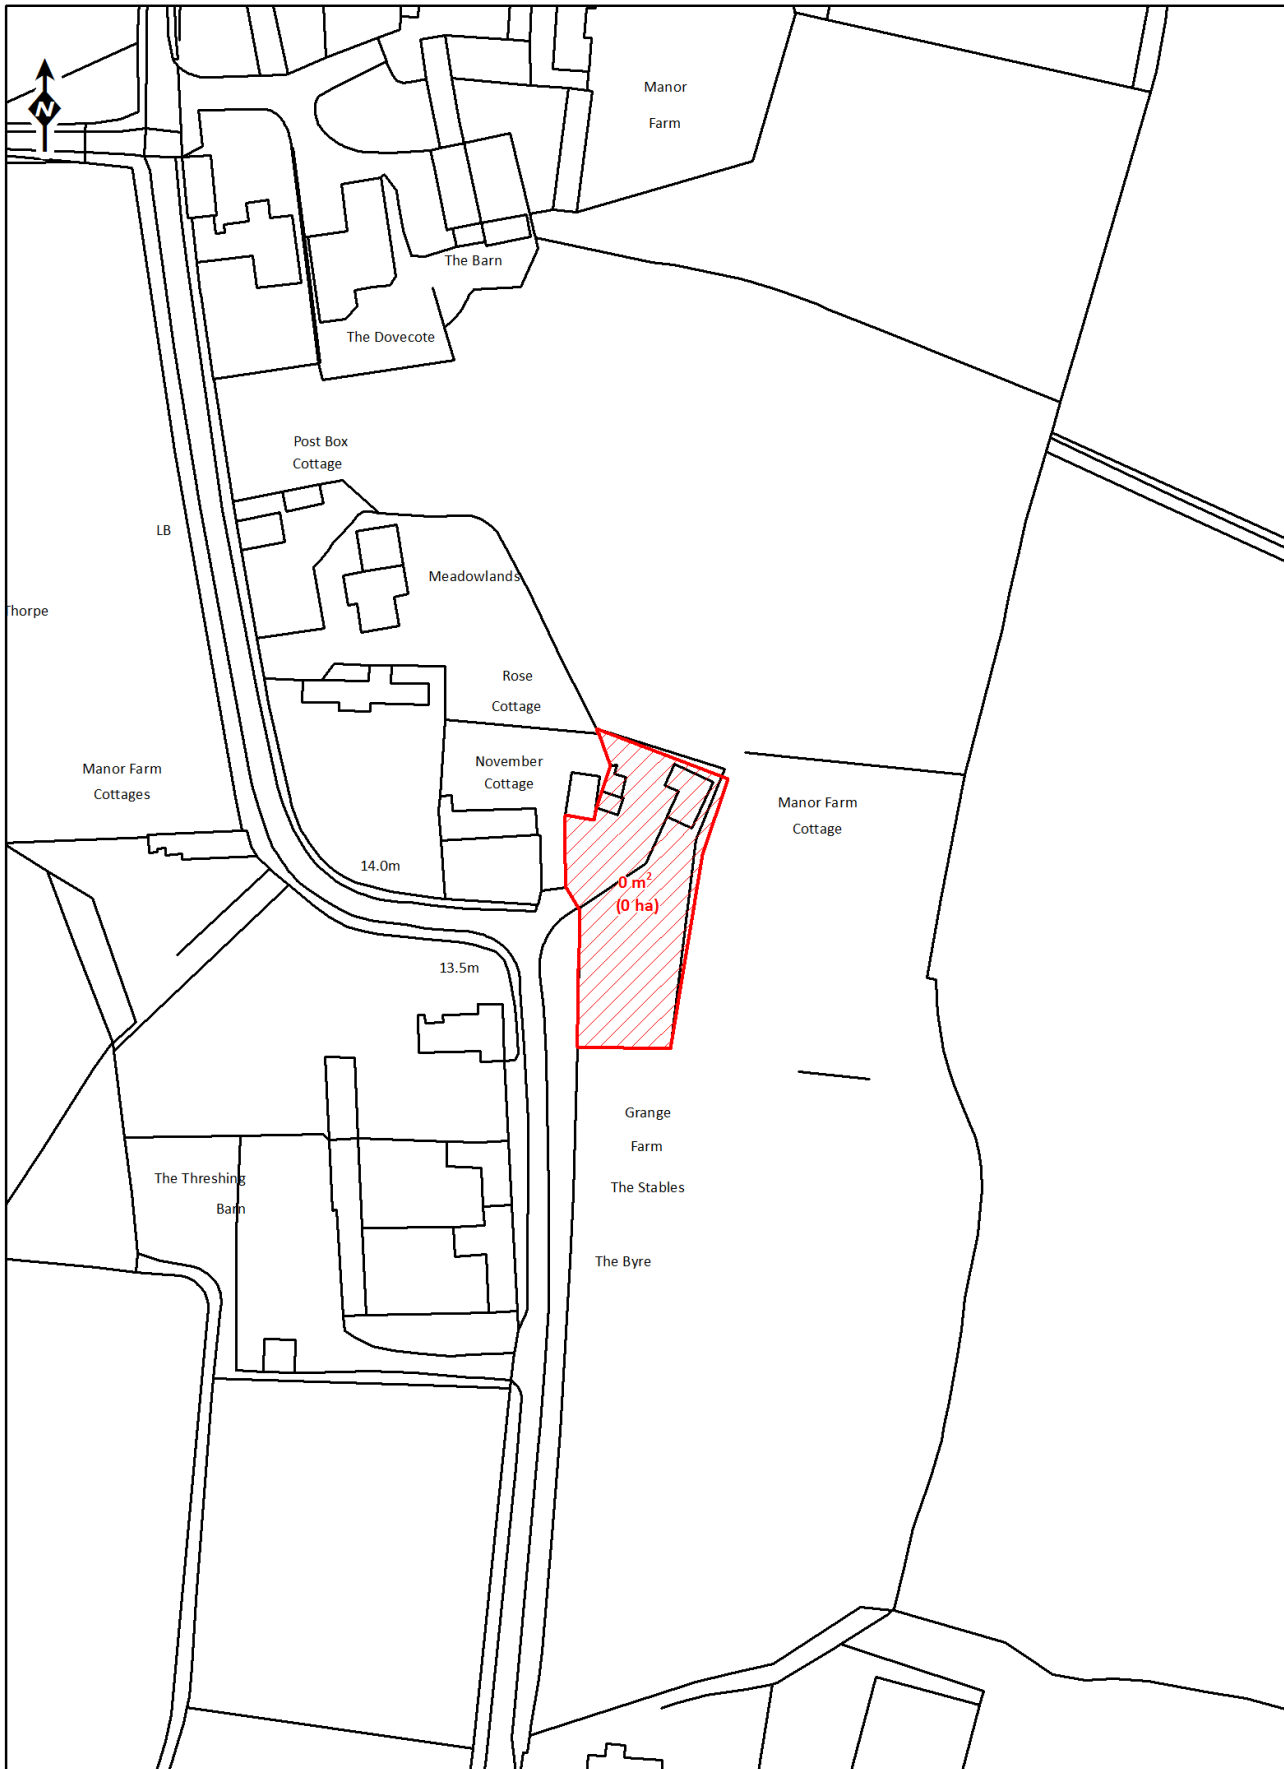 Manor
Farm
N
The Barn
The Dovecote
Post Box
Cottage
LB
Meadowlands
Thorpe
Rose
Cottage
November
Cottage
Manor Farm
Cottages
Manor Farm
Cottage
14.0m
0 m²
(0 ha)
13.5m
Grange
Farm
The Threshing
Barn
The Stables
The Byre